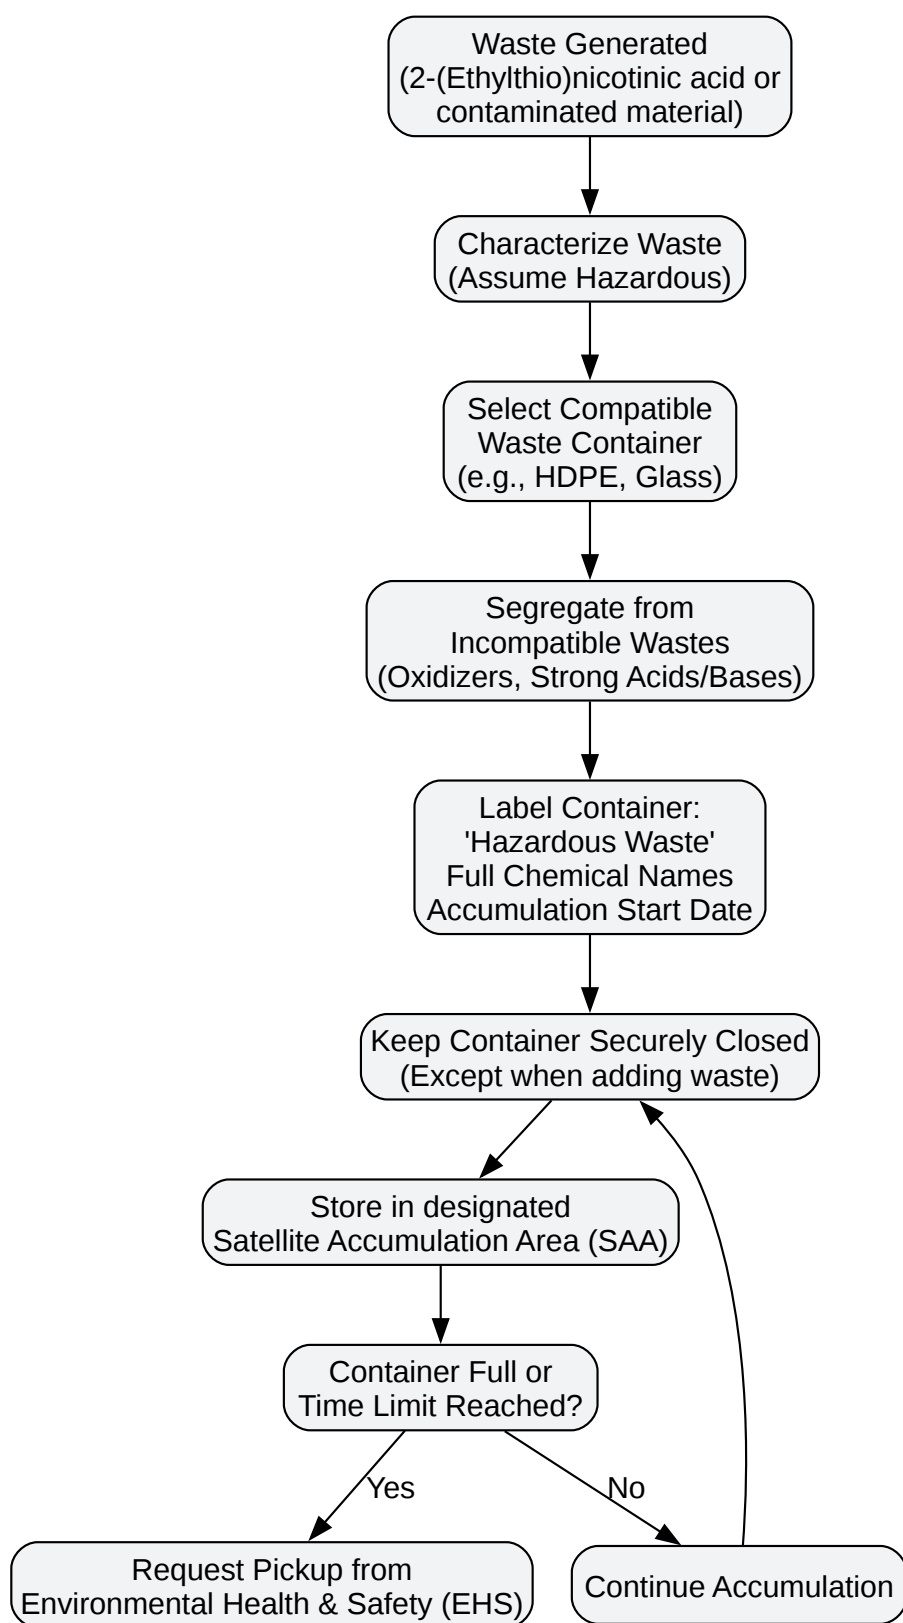 Waste Generated
(2-(Ethylthio)nicotinic acid or
contaminated material)
Characterize Waste
(Assume Hazardous)
Select Compatible
Waste Container
(e.g., HDPE, Glass)
Segregate from
Incompatible Wastes
(Oxidizers, Strong Acids/Bases)
Label Container:
'Hazardous Waste'
Full Chemical Names
Accumulation Start Date
Keep Container Securely Closed
(Except when adding waste)
Store in designated
Satellite Accumulation Area (SAA)
Container Full or
Time Limit Reached?
Yes
No
Request Pickup from
Environmental Health & Safety (EHS)
Continue Accumulation